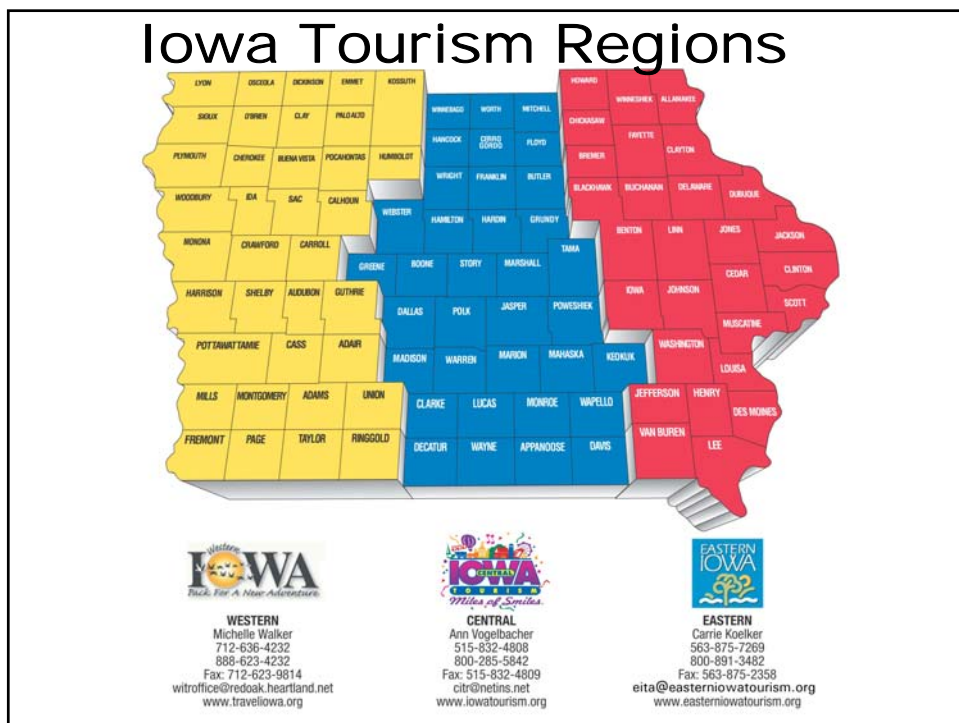 Iowa Tourism Regions
LYON OSCEOLA DICKINSON EMMET KOSSUTH
WINNEBAGO WORTH MITCHELL
HOWARD WINNESHIEK ALLAMAKEE
SIOUX O'BRIEN CLAY PALO ALTO
HANCOCK CERRO GORDO FLOYD
CHICKASAW FAYETTE CLAYTON
PLYMOUTH CHEROKEE BUENA VISTA POCAHONTAS HUMBOLDT
WRIGHT FRANKLIN BUTLER
BREMER
WOODBURY IDA SAC CALHOUN
WEBSTER HAMILTON HARDIN GRUNDY
BLACKHAWK BUCHANAN DELAWARE DUBUQUE
MONONA CRAWFORD CARROLL
GREENE BOONE STORY MARSHALL TAMA
BENTON LINN JONES JACKSON
HARRISON SHELBY AUDUBON GUTHRIE
DALLAS POLK JASPER POWESHIEK
IOWA JOHNSON CEDAR CLINTON
SCOTT
MUSCATINE
POTTAWATTAMIE CASS ADAIR
MADISON WARREN MARION MAHASKA KEOKUK
WASHINGTON LOUISA
MILLS MONTGOMERY ADAMS UNION
CLARKE LUCAS MONROE WAPELLO
JEFFERSON HENRY DES MOINES
FREMONT PAGE TAYLOR RINGGOLD
DECATUR WAYNE APPANOOSE DAVIS
VAN BUREN LEE
Western
IOWA
Pack For A New Adventure
IOWA
CENTRAL
TOURISM
Miles of Smiles
EASTERN
IOWA
WESTERN
Michelle Walker
712-636-4232
888-623-4232
Fax: 712-623-9814
witroffice@redoak.heartland.net
www.traveliowa.org
CENTRAL
Ann Vogelbacher
515-832-4808
800-285-5842
Fax: 515-832-4809
citr@netins.net
www.iowatourism.org
EASTERN
Carrie Koelker
563-875-7269
800-891-3482
Fax: 563-875-2358
eita@easterniowatourism.org
www.easterniowatourism.org